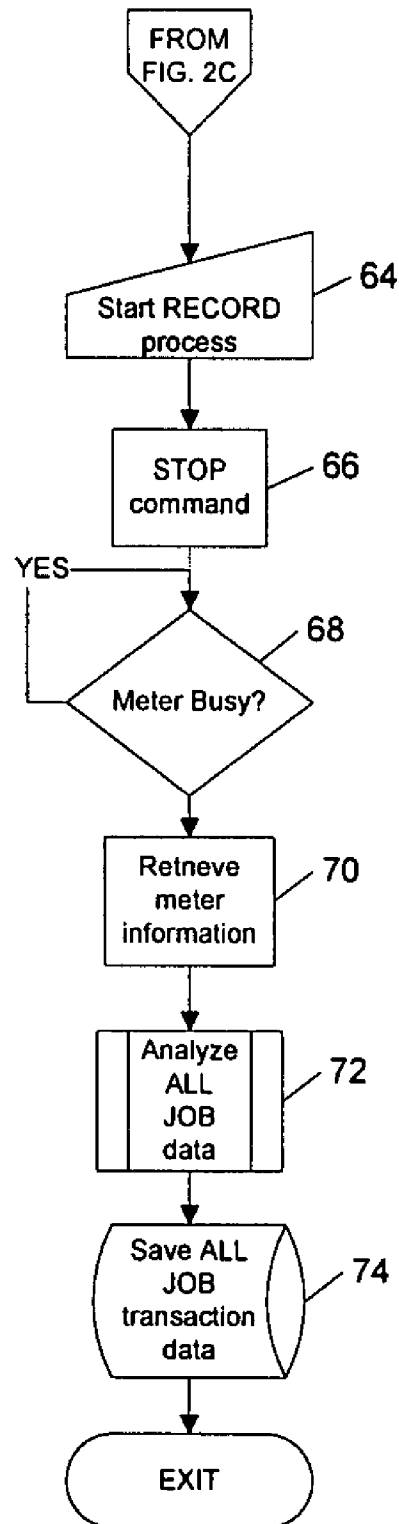 FROM
FIG. 2C
Start RECORD
process
64
STOP
command
66
YES
Meter Busy?
68
Retneve
meter
information
70
Analyze
ALL
JOB
data
72
Save ALL
JOB
transaction
data
74
EXIT